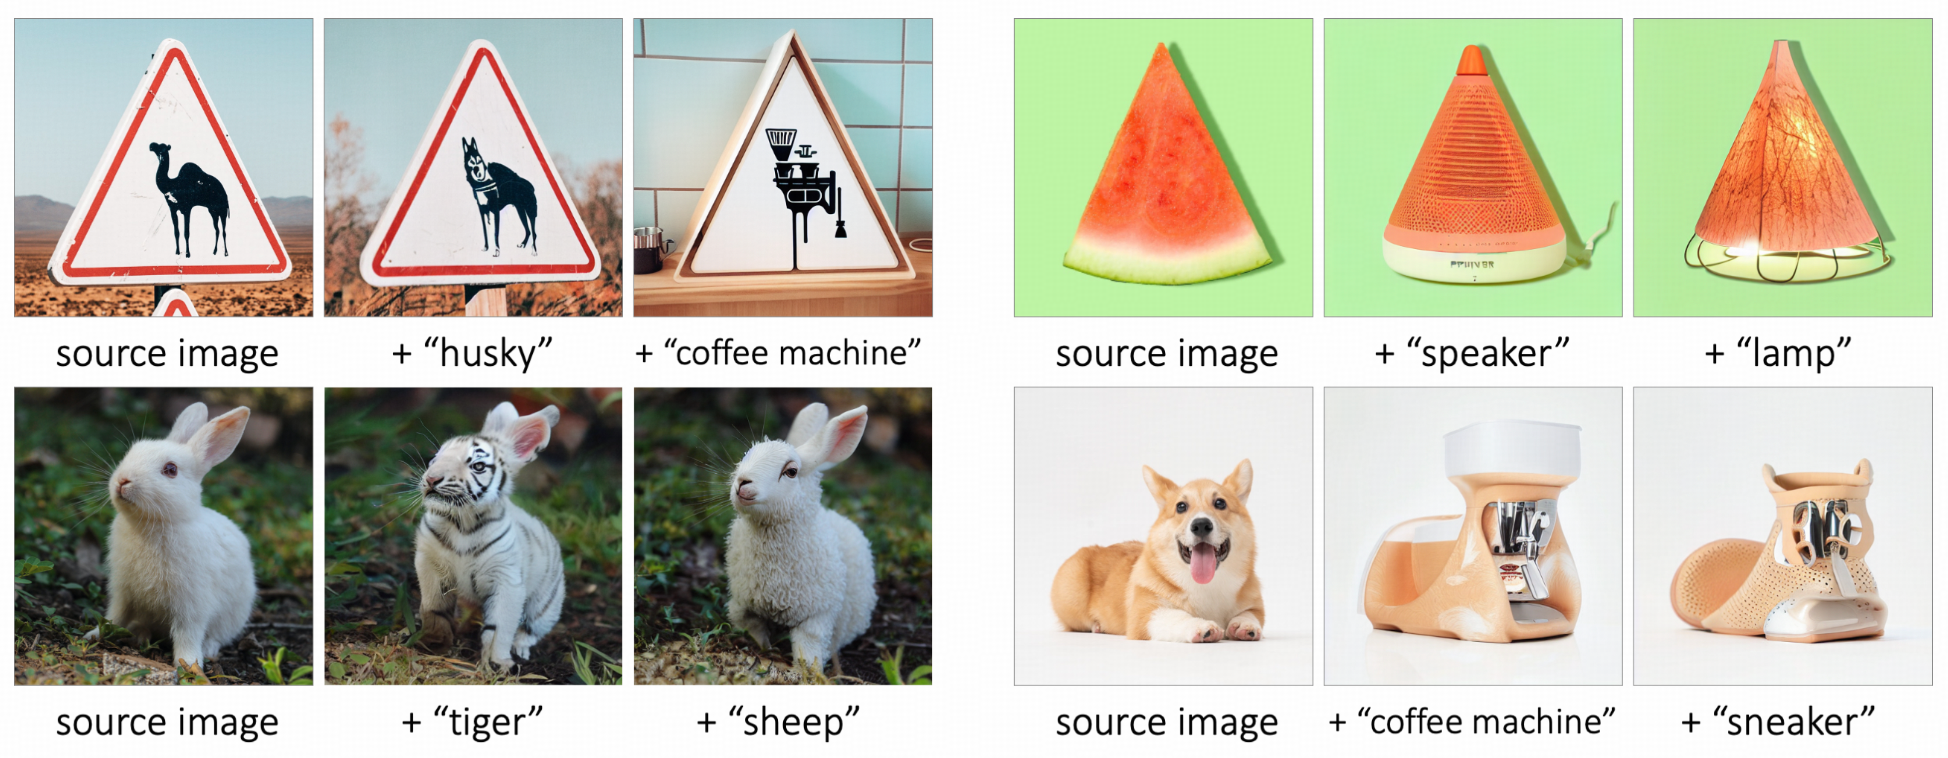 source image
+ “husky”
+ “coffee machine”
source image
+ “speaker”
+ “lamp”
source image
+ “tiger”
+ “sheep”
source image
+ “coffee machine”
+ “sneaker”